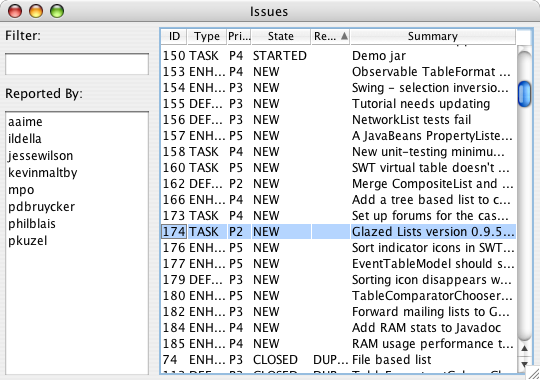 Issues
Filter:
Reported By:
aaime
ildella
jessewilson
kevinmaltby
mpo
pdbruycker
philblais
pkuzel
ID Type Pri... State Re... Summary
150 TASK P4 STARTED Demo jar
153 ENH... P4 NEW Observable TableFormat ...
154 ENH... P3 NEW Swing - selection inversio...
155 DEF... P3 NEW Tutorial needs updating
156 DEF... P3 NEW NetworkList tests fail
157 ENH... P5 NEW A JavaBeans PropertyListe...
158 TASK P4 NEW New unit-testing minimu...
160 TASK P5 NEW SWT virtual table doesn't ...
162 DEF... P2 NEW Merge CompositeList and ...
166 ENH... P4 NEW Add a tree based list to c...
173 TASK P4 NEW Set up forums for the cas...
174 TASK P2 NEW Glazed Lists version 0.9.5...
176 ENH... P5 NEW Sort indicator icons in SWT...
177 ENH... P5 NEW EventTableModel should s...
179 DEF... P3 NEW Sorting icon disappears w...
180 ENH... P5 NEW TableComparatorChooser...
182 ENH... P3 NEW Forward mailing lists to G...
184 ENH... P4 NEW Add RAM stats to Javadoc
185 ENH... P4 NEW RAM usage performance t...
74 ENH... P3 CLOSED DUP... File based list